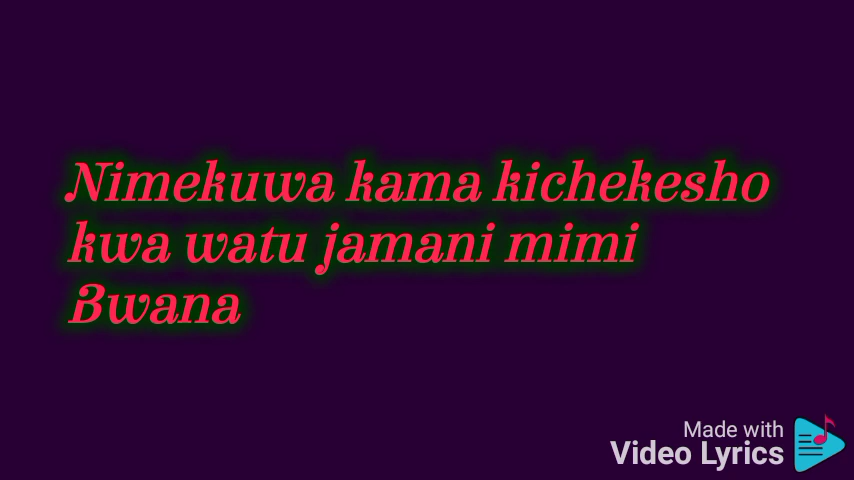 Nimekuwa kama kichekesho
kwa watu jamani mimi
Bwana
Made with
Video Lyrics